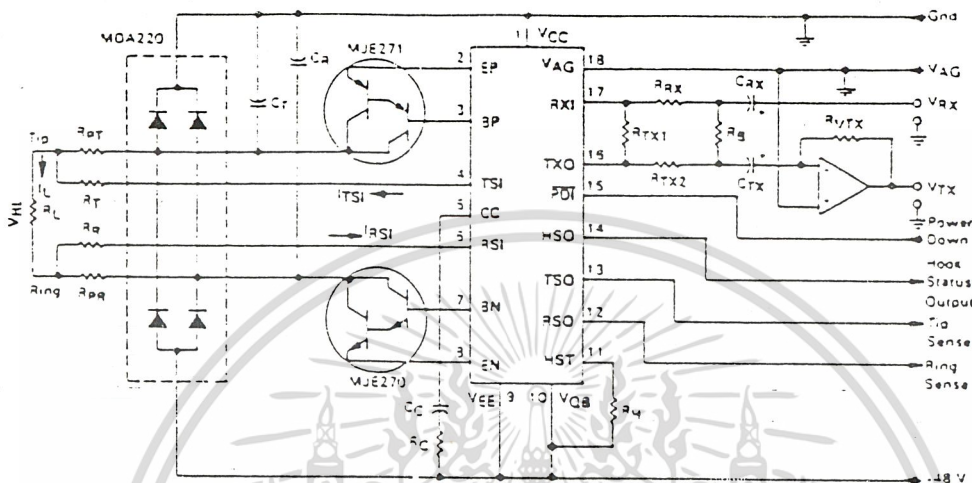 MDA220
MJE271
1 VCC
Gnd
2 EP
VAG 18
VAG
3 BP
RX1 17
RRX
CRX
VRX
CR
CT
RTX1
RB
RVTX
Tip
RPT
4 TSI
TXO 16
RTX2
CTX
VTX
ITSI
IL
RT
VHL
RL
5 CC
PDI 15
Power
Down
IRSI
RR
6 RSI
HSO 14
Hook
Status
Output
Ring
RPR
TSO 13
Tip
Sense
7 BN
RSO 12
Ring
Sense
8 EN
HST 11
MJE270
VEE 9
10 VQB
RH
CC
RC
-48 V